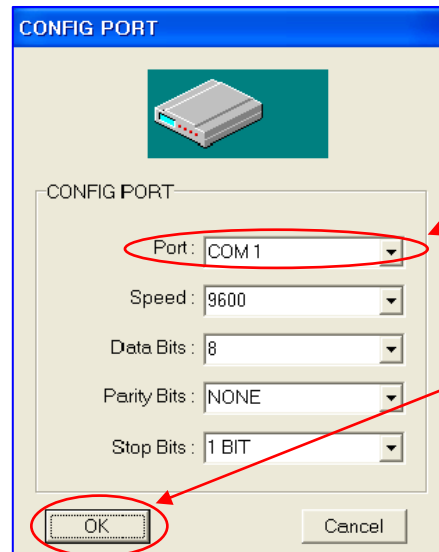 CONFIG PORT
CONFIG PORT
Port : COM 1
Speed : 9600
Data Bits : 8
Parity Bits : NONE
Stop Bits : 1 BIT
OK Cancel